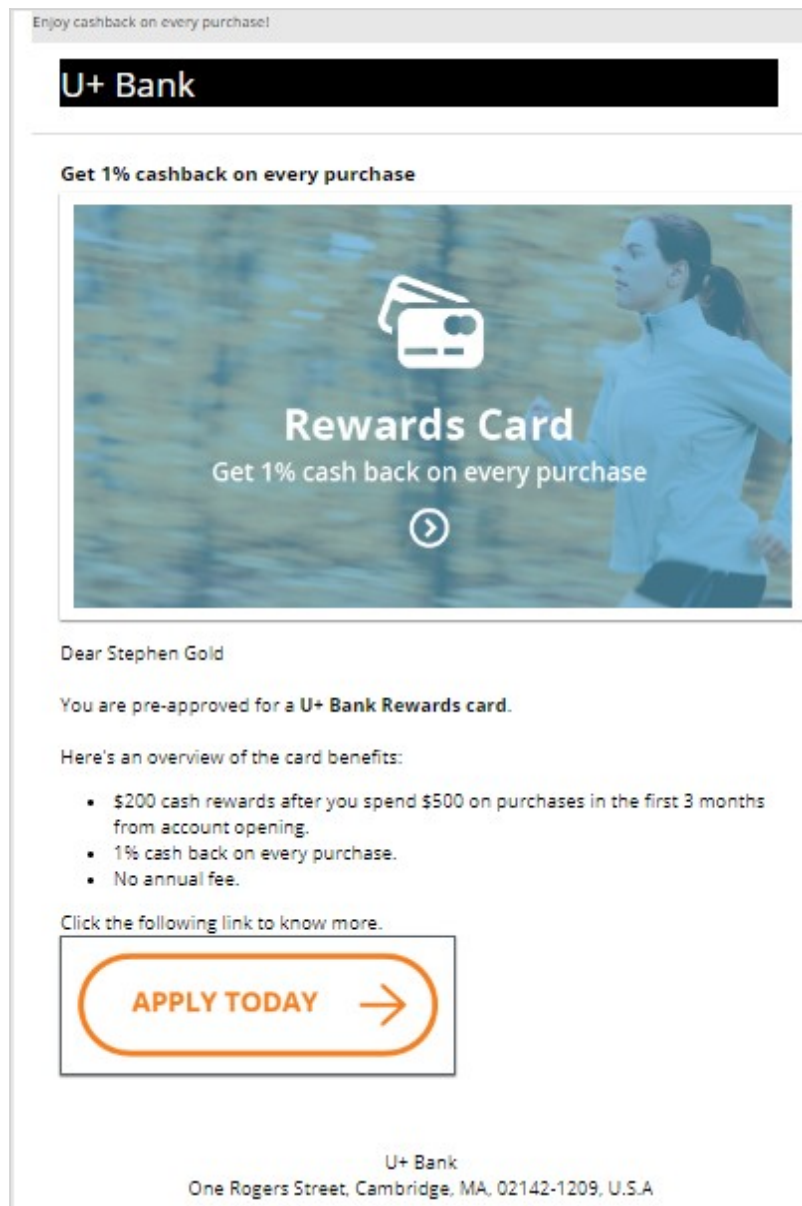 Enjoy cashback on every purchase!
U+ Bank
Get 1% cashback on every purchase
Rewards Card
Get 1% cash back on every purchase
Dear Stephen Gold
You are pre-approved for a U+ Bank Rewards card.
Here's an overview of the card benefits:
• $200 cash rewards after you spend $500 on purchases in the first 3 months
from account opening.
• 1% cash back on every purchase.
• No annual fee.
Click the following link to know more.
APPLY TODAY
U+ Bank
One Rogers Street, Cambridge, MA, 02142-1209, U.S.A